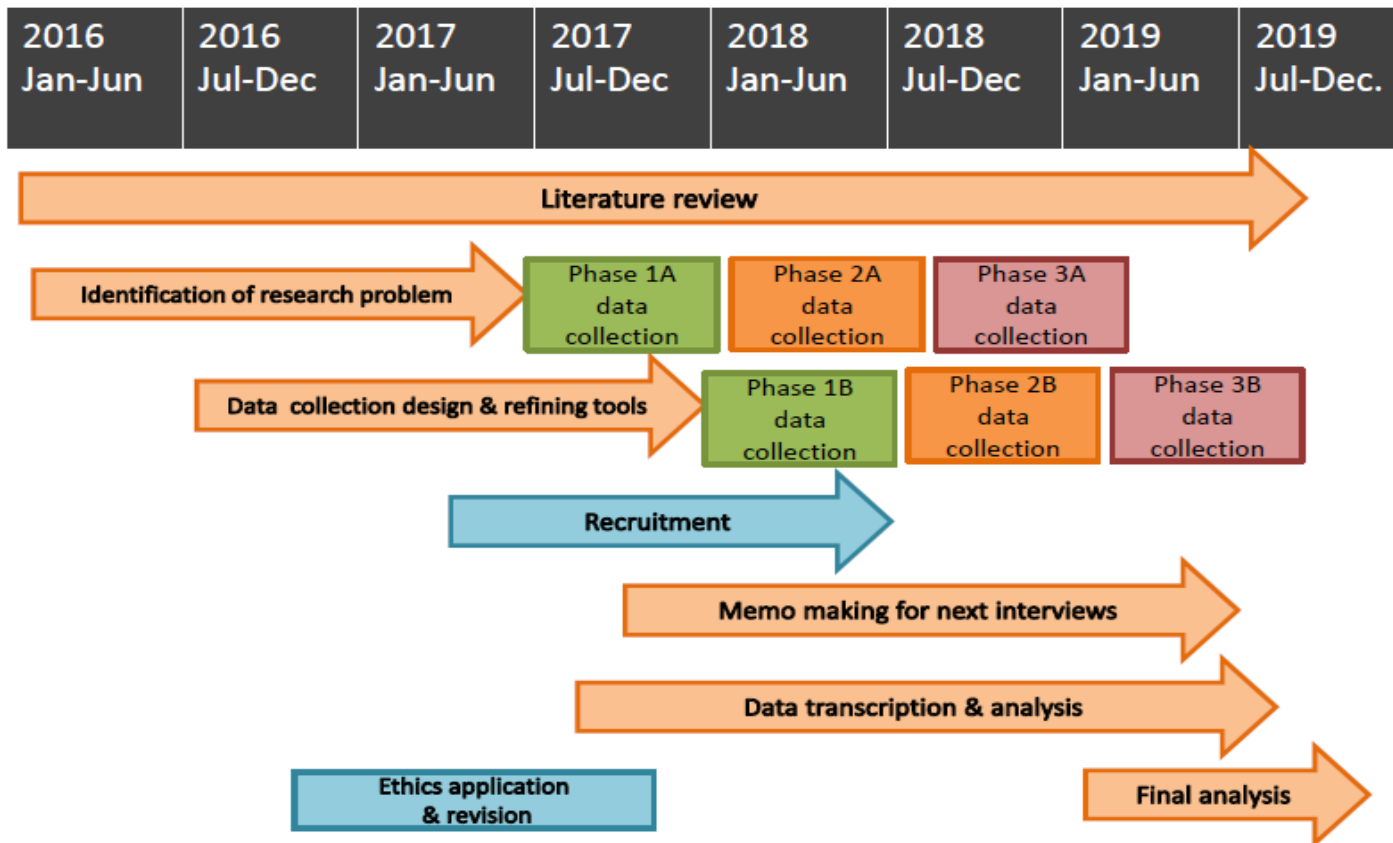 2016
Jan-Jun
2016
Jul-Dec
2017
Jan-Jun
2017
Jul-Dec
2018
Jan-Jun
2018
Jul-Dec
2019
Jan-Jun
2019
Jul-Dec.
Literature review
Identification of research problem
Phase 1A
data
collection
Phase 2A
data
collection
Phase 3A
data
collection
Data collection design & refining tools
Phase 1B
data
collection
Phase 2B
data
collection
Phase 3B
data
collection
Recruitment
Memo making for next interviews
Data transcription & analysis
Ethics application
& revision
Final analysis